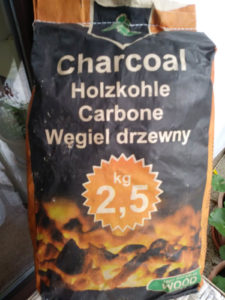 Charcoal
Holzkohle
Carbone
Węgiel drzewny
kg
2,5
WOOD